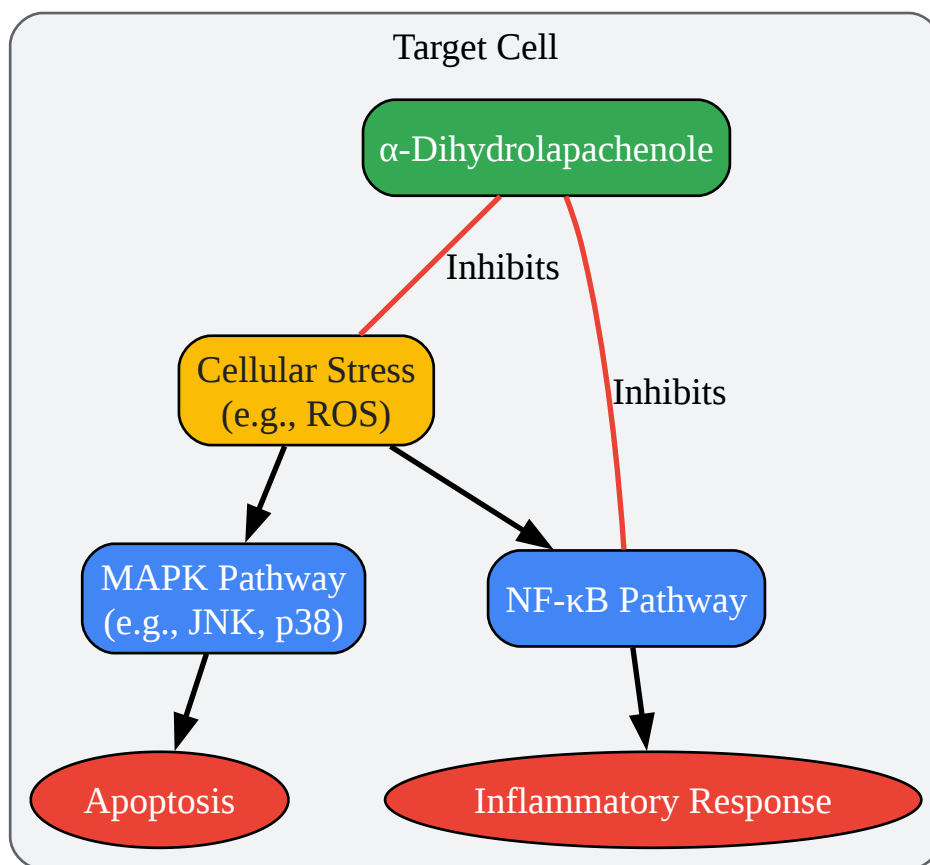 Target Cell
α-Dihydrolapachenole
Inhibits
Cellular Stress
(e.g., ROS)
Inhibits
MAPK Pathway
(e.g., JNK, p38)
NF-κB Pathway
Apoptosis
Inflammatory Response